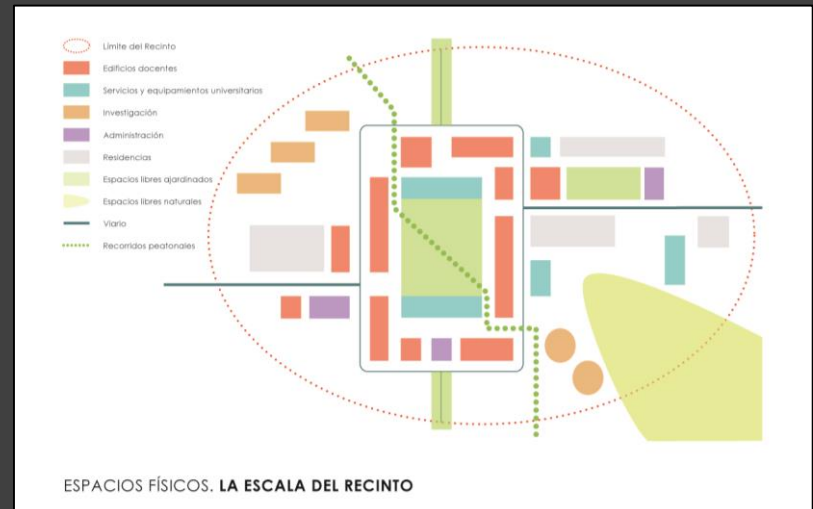 Límite del Recinto
Edificios docentes
Servicios y equipamientos universitarios
Investigación
Administración
Residencias
Espacios libres ajardinados
Espacios libres naturales
Viario
Recorridos peatonales
ESPACIOS FÍSICOS. LA ESCALA DEL RECINTO